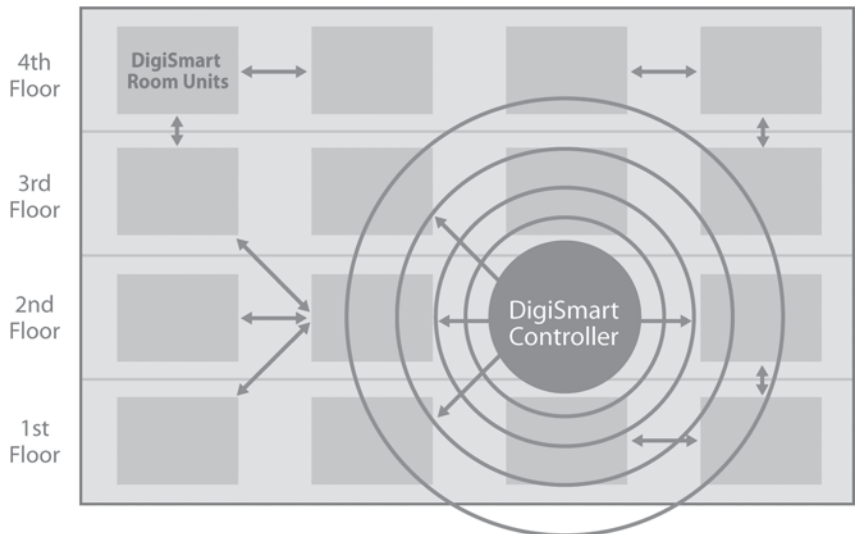 4th
Floor
DigiSmart
Room Units
3rd
Floor
2nd
Floor
DigiSmart
Controller
1st
Floor